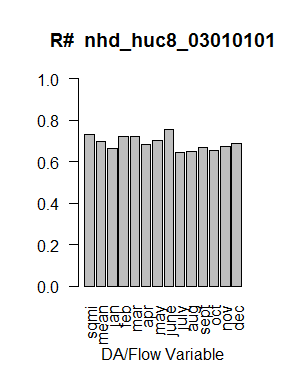 R# nhd_huc8_03010101
1.0
0.8
0.6
0.4
0.2
0.0
sqmi
mean
jan
feb
mar
apr
may
june
july
aug
sept
oct
nov
dec
DA/Flow Variable